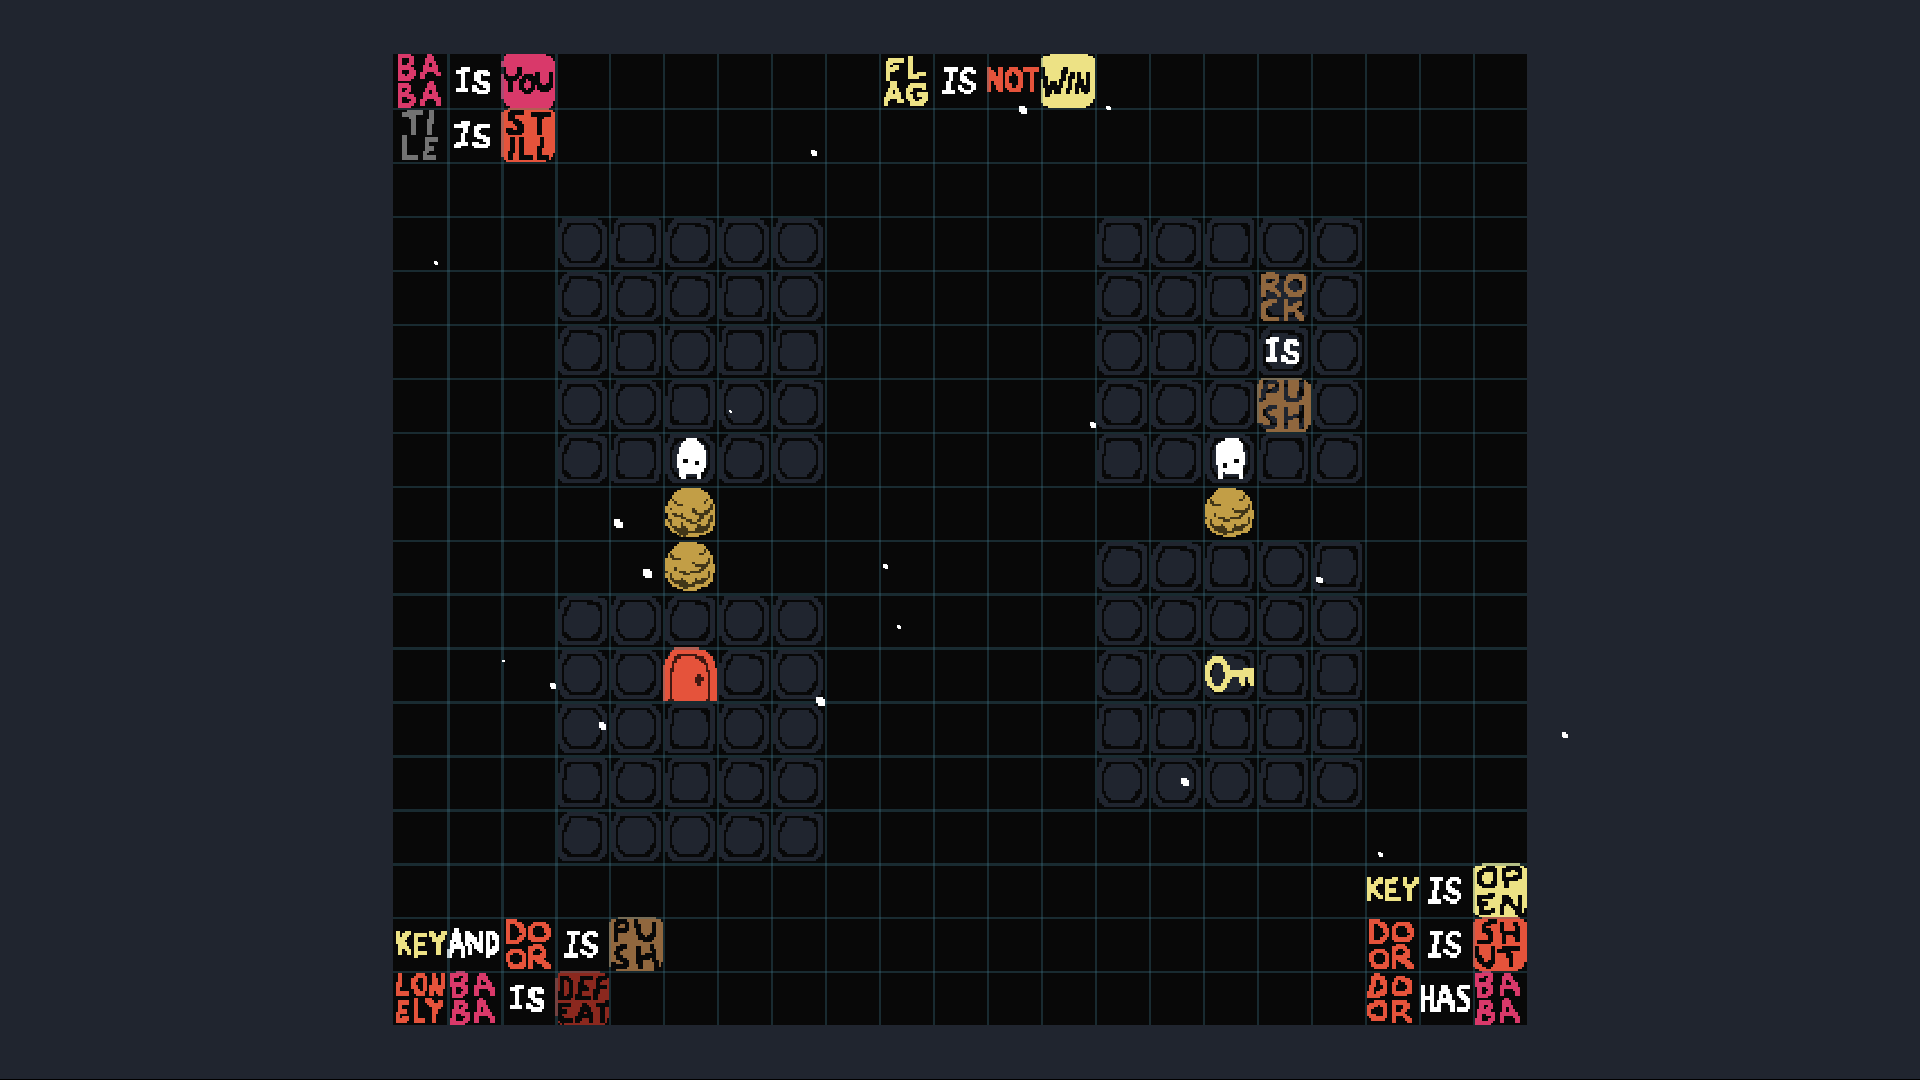 BABA IS YOU
FLAG IS NOT WIN
TILE IS STILL
ROCK
IS
PUSH
KEY IS OPEN
KEY AND DOOR IS PUSH
DOOR IS SHUT
LONELY BABA IS DEFEAT
DOOR HAS BABA